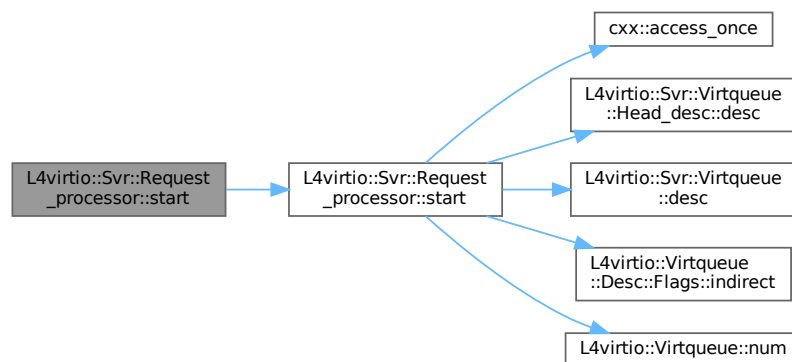 L4virtio::Svr::Request
_processor::start
L4virtio::Svr::Request
_processor::start
cxx::access_once
L4virtio::Svr::Virtqueue
::Head_desc::desc
L4virtio::Svr::Virtqueue
::desc
L4virtio::Virtqueue
::Desc::Flags::indirect
L4virtio::Virtqueue::num